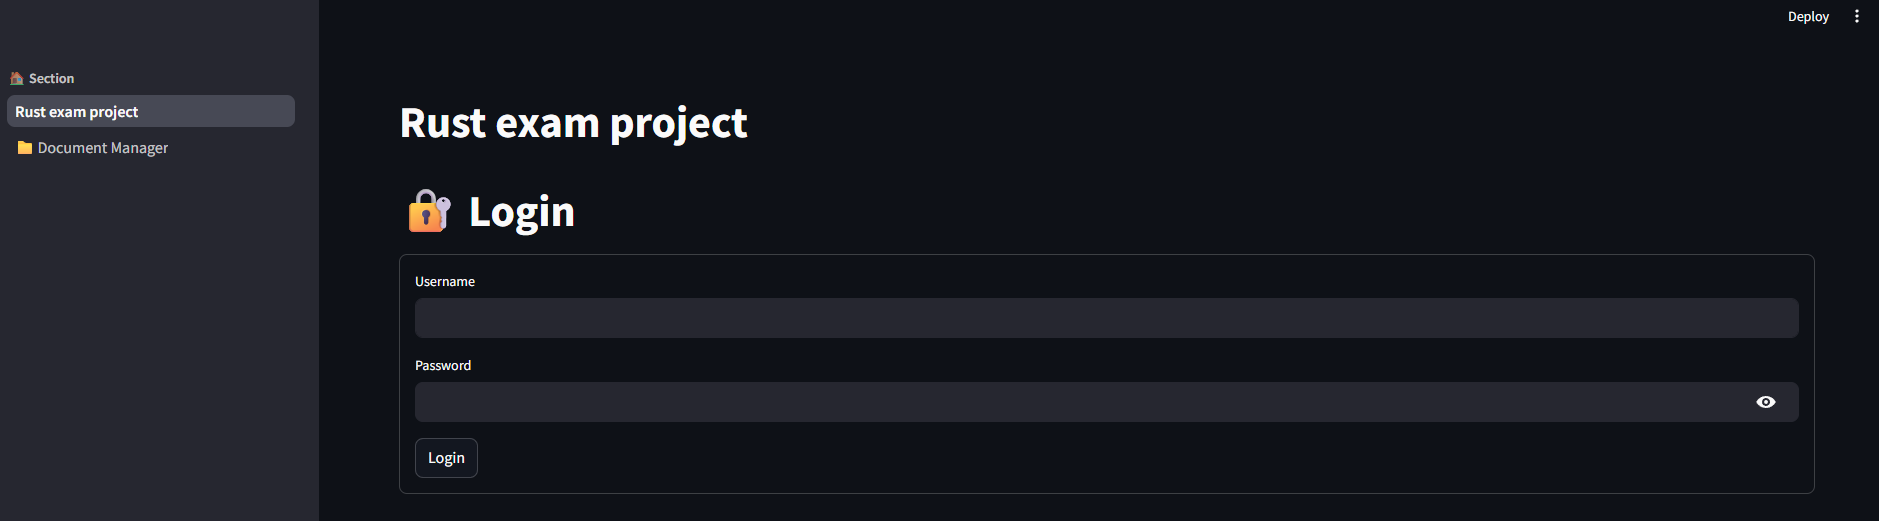 Deploy
Section
Rust exam project
Document Manager
Rust exam project
Login
Username
Password
Login